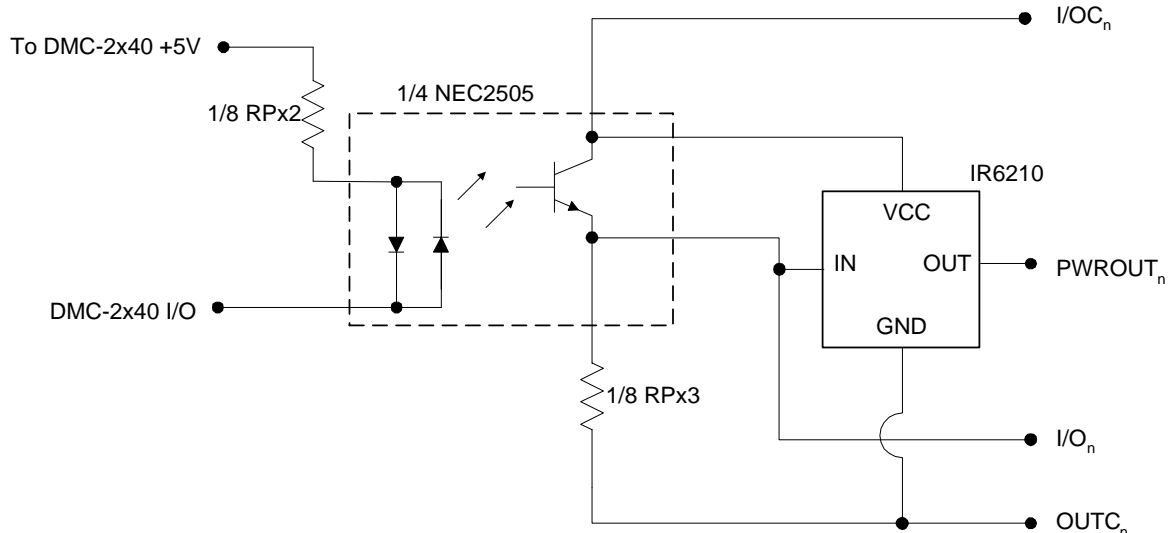 I/OCn
To DMC-2x40 +5V
1/4 NEC2505
1/8 RPx2
IR6210
VCC
IN
OUT
PWROUTn
DMC-2x40 I/O
GND
1/8 RPx3
I/On
OUTCn